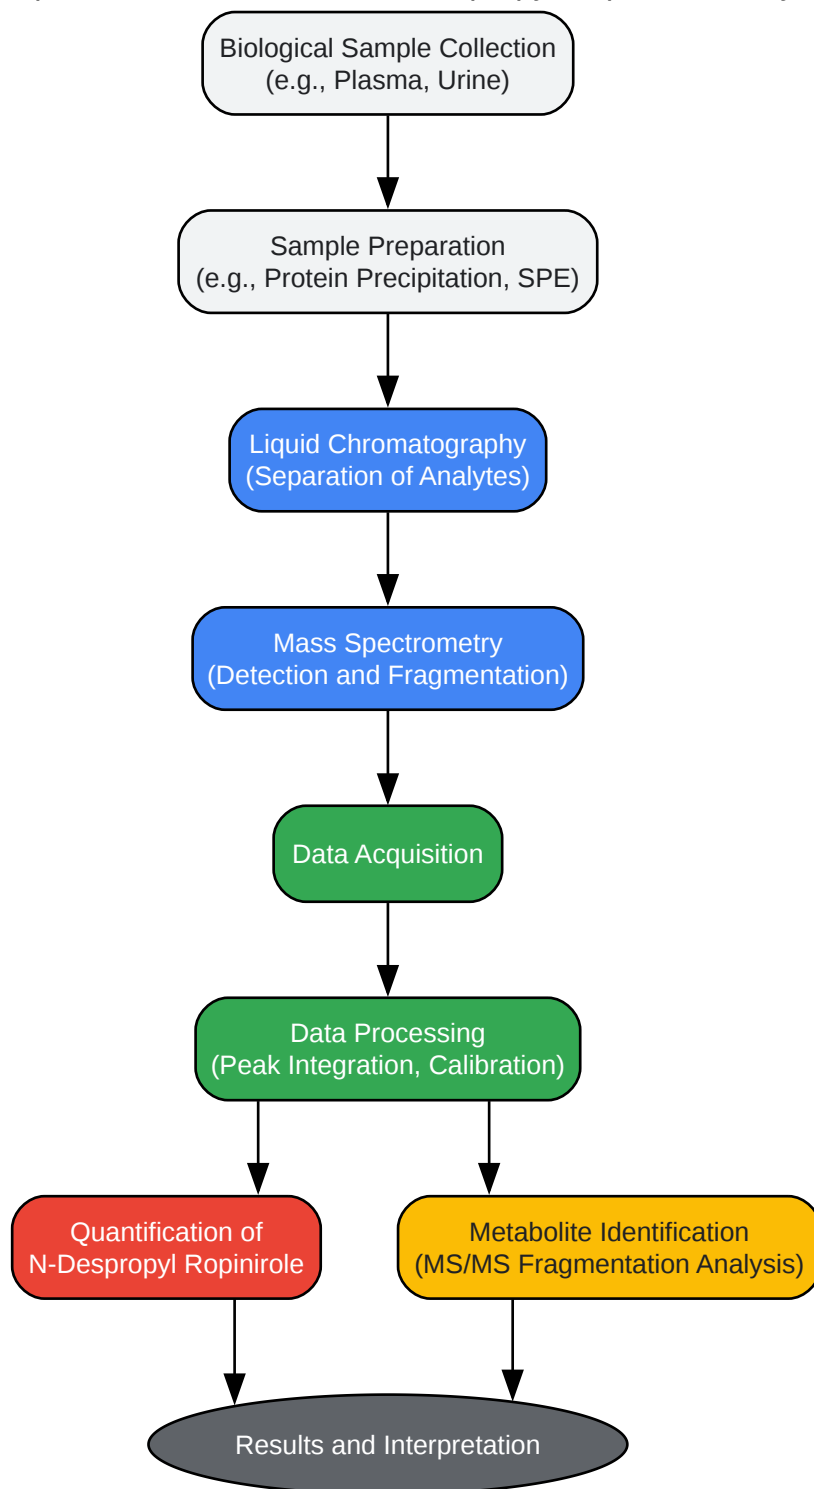 Biological Sample Collection
(e.g., Plasma, Urine)
Sample Preparation
(e.g., Protein Precipitation, SPE)
Liquid Chromatography
(Separation of Analytes)
Mass Spectrometry
(Detection and Fragmentation)
Data Acquisition
Data Processing
(Peak Integration, Calibration)
Quantification of
N-Despropyl Ropinirole
Metabolite Identification
(MS/MS Fragmentation Analysis)
Results and Interpretation